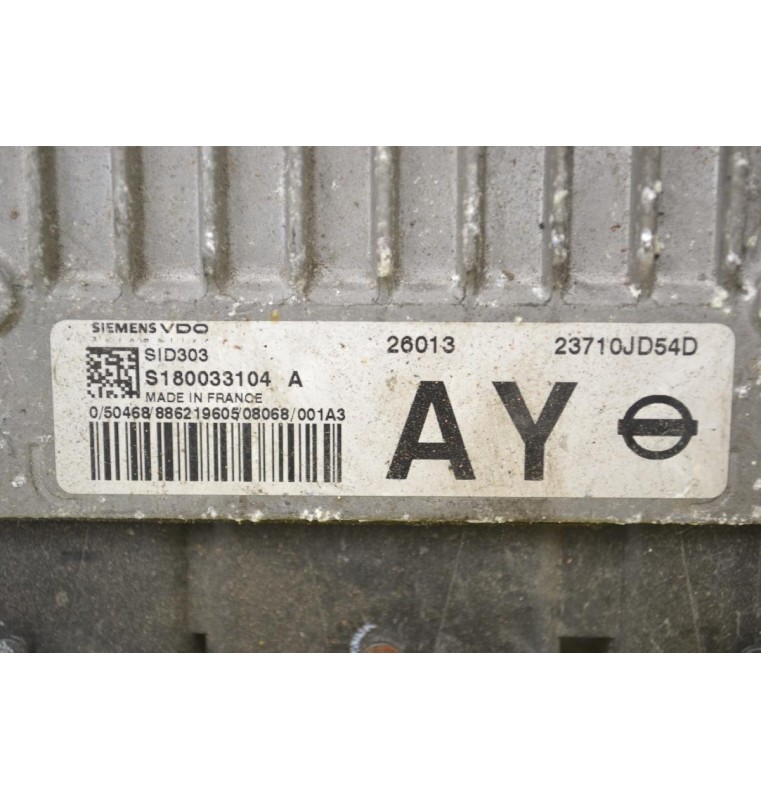 SIEMENS VDO
SID303
S180033104 A
MADE IN FRANCE
0/50468/886219605/08068/001A3
26013 23710JD54D
AY